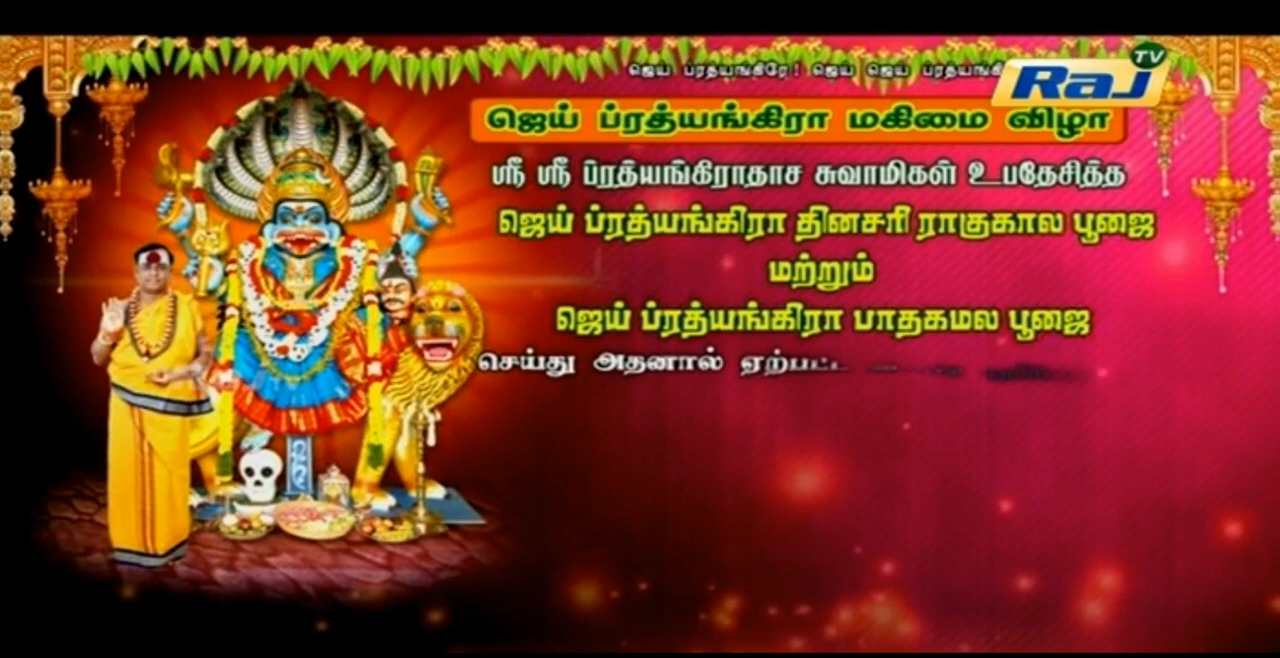 ஜெய் ப்ரத்யங்கிரே! ஜெய் ஜெய் ப்ரத்யங்கி
Raj TV
ஜெய் ப்ரத்யங்கிரா மகிமை விழா
ஸ்ரீ ஸ்ரீ ப்ரத்யங்கிராதாச சுவாமிகள் உபதேசித்த
ஜெய் ப்ரத்யங்கிரா தினசரி ராகுகால பூஜை
மற்றும்
ஜெய் ப்ரத்யங்கிரா பாதகமல பூஜை
செய்து அதனால் ஏற்பட்ட